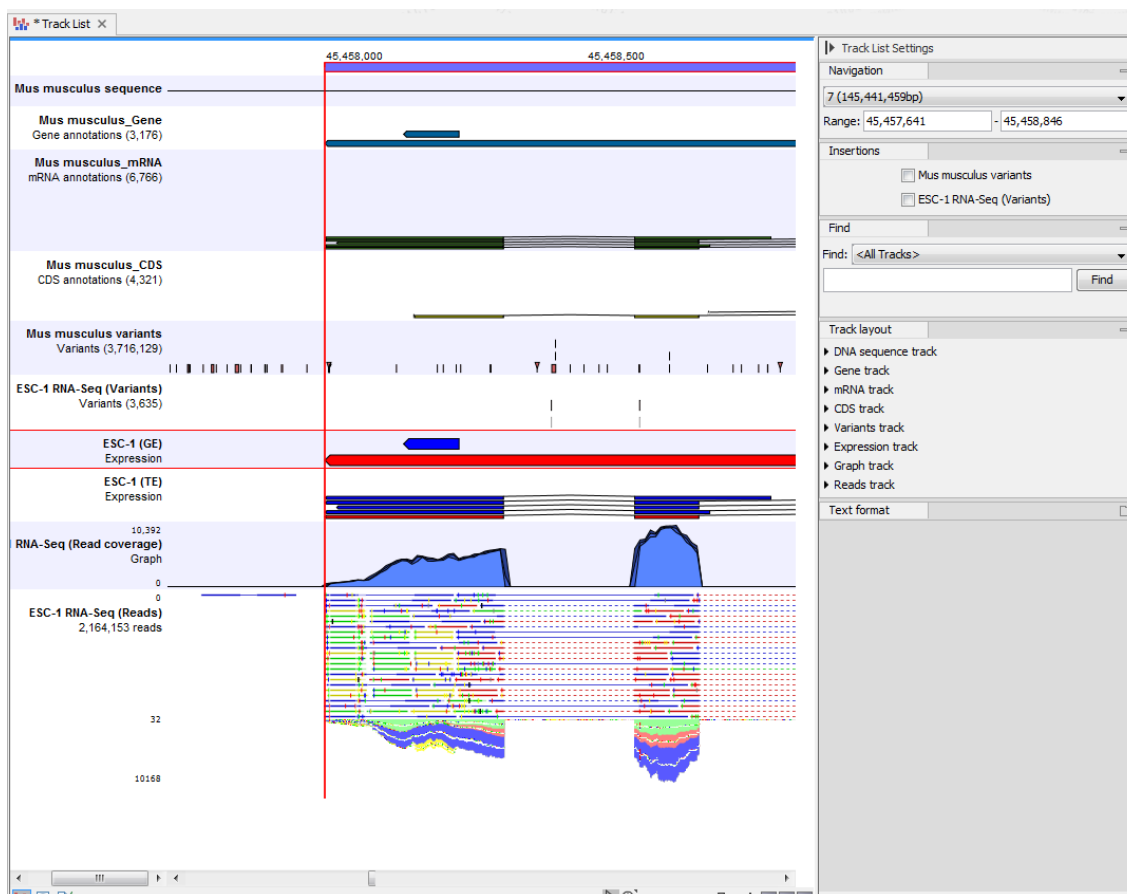 * Track List
45,458,000
45,458,500
Mus musculus sequence
Mus musculus_Gene
Gene annotations (3,176)
Mus musculus_mRNA
mRNA annotations (6,766)
Mus musculus_CDS
CDS annotations (4,321)
Mus musculus variants
Variants (3,716,129)
ESC-1 RNA-Seq (Variants)
Variants (3,635)
ESC-1 (GE)
Expression
ESC-1 (TE)
Expression
10,392
RNA-Seq (Read coverage)
Graph
0
0
ESC-1 RNA-Seq (Reads)
2,164,153 reads
32
10168
Track List Settings
Navigation
7 (145,441,459bp)
Range: 45,457,641 - 45,458,846
Insertions
Mus musculus variants
ESC-1 RNA-Seq (Variants)
Find
Find: <All Tracks>
Find
Track layout
DNA sequence track
Gene track
mRNA track
CDS track
Variants track
Expression track
Graph track
Reads track
Text format